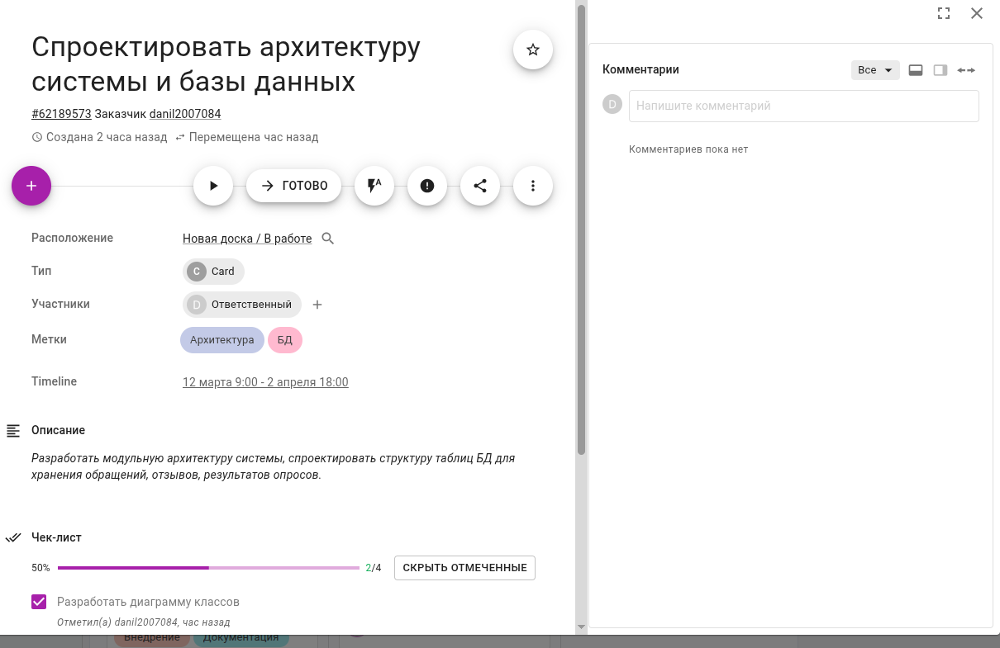 Спроектировать архитектуру
системы и базы данных
#62189573 Заказчик danil2007084
Создана 2 часа назад Перемещена час назад
ГОТОВО
Расположение
Новая доска / В работе
Тип
C Card
Участники
D Ответственный
Метки
Архитектура БД
Timeline
12 марта 9:00 - 2 апреля 18:00
Описание
Разработать модульную архитектуру системы, спроектировать структуру таблиц БД для
хранения обращений, отзывов, результатов опросов.
Чек-лист
50% 2/4 СКРЫТЬ ОТМЕЧЕННЫЕ
Разработать диаграмму классов
Отметил(а) danil2007084, час назад
Внедрение Документация
Комментарии
Все
D Напишите комментарий
Комментариев пока нет